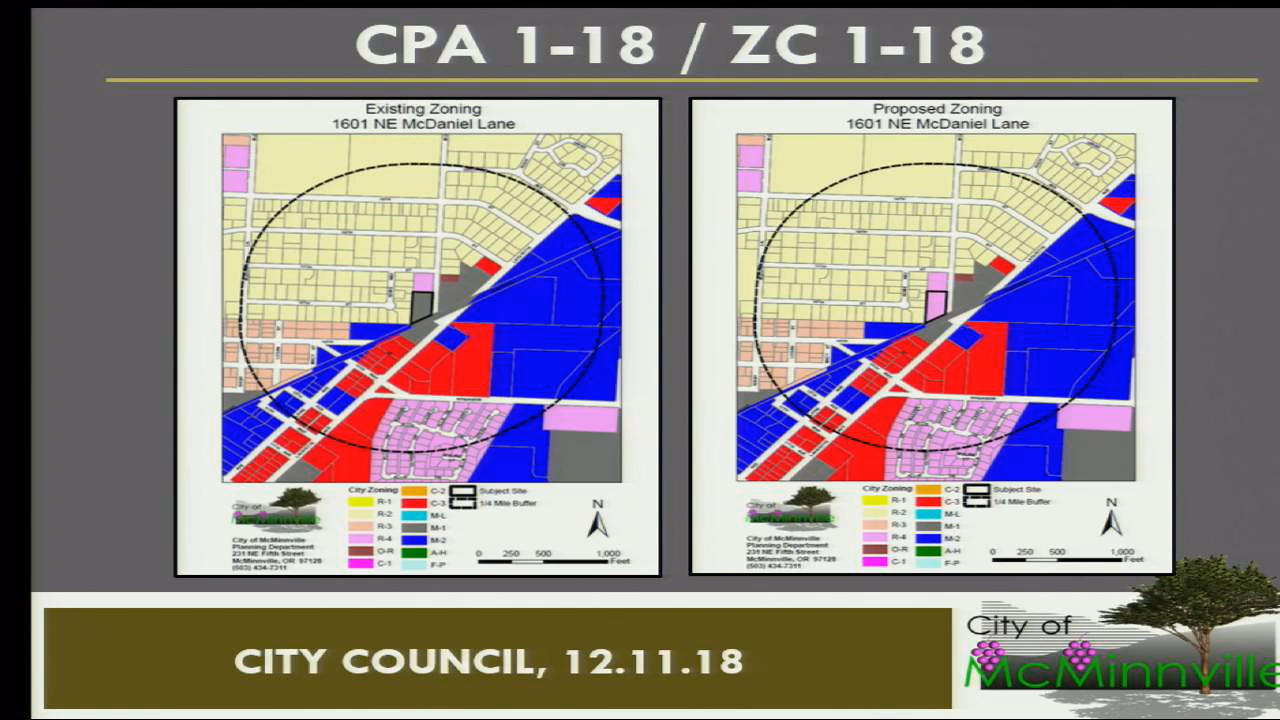 CPA 1-18 / ZC 1-18
Existing Zoning
1601 NE McDaniel Lane
City of
City of McMinnville
Planning Department
231 NE Fifth Street
McMinnville, OR 97128
(503) 434-7311
City Zoning
R-1
R-2
R-3
R-4
O-R
C-1
C-2
C-3
M-L
M-1
M-2
A-H
F-P
Subject Site
1/4 Mile Buffer
N
0 250 500 1,000
Feet
Proposed Zoning
1601 NE McDaniel Lane
City of
City of McMinnville
Planning Department
231 NE Fifth Street
McMinnville, OR 97128
(503) 434-7311
City Zoning
R-1
R-2
R-3
R-4
O-R
C-1
C-2
C-3
M-L
M-1
M-2
A-H
F-P
Subject Site
1/4 Mile Buffer
N
0 250 500 1,000
Feet
CITY COUNCIL, 12.11.18
City of
McMinnville